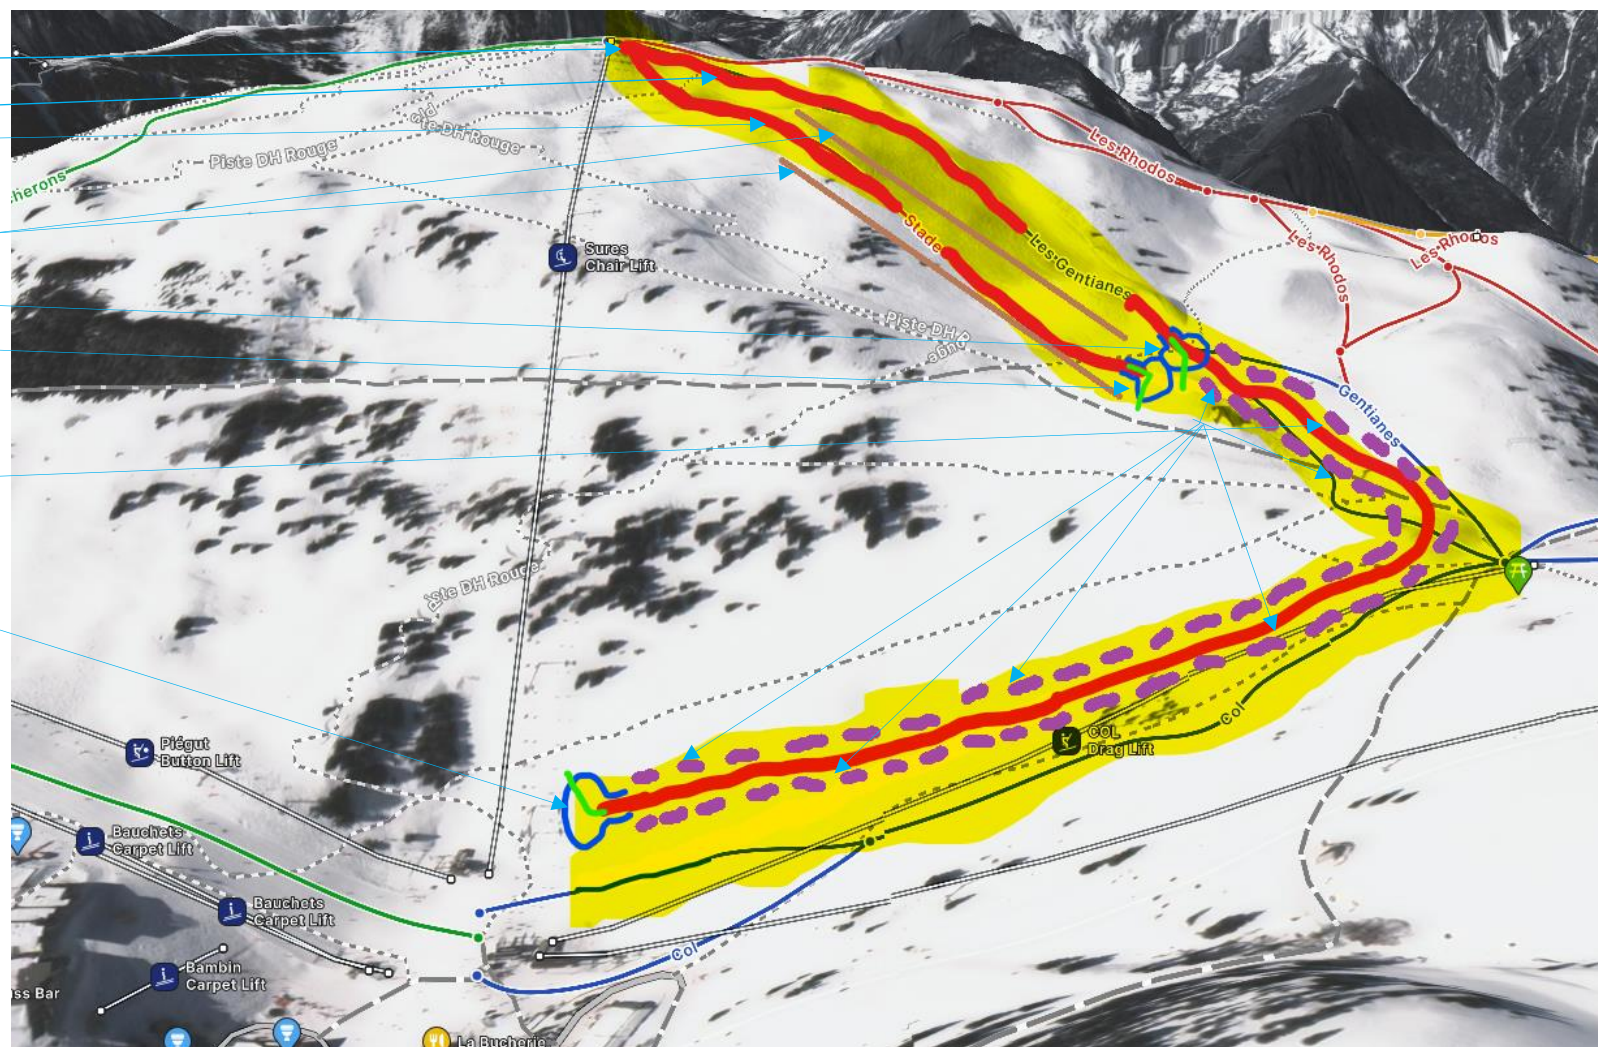 Piste DH Rouge
Piste DH Rouge
Les Rhodos
cherons
Sures
Chair Lift
Stade
Les Gentianes
Les Rhodos
Les Rhodos
Piste DH R
Gentianes
Piste DH Rouge
Col
COL
Drag Lift
Piégut
Button Lift
Bauchets
Carpet Lift
Bauchots
Carpet Lift
Col
Bambin
Carpet Lift
ss Bar
La Bucherie